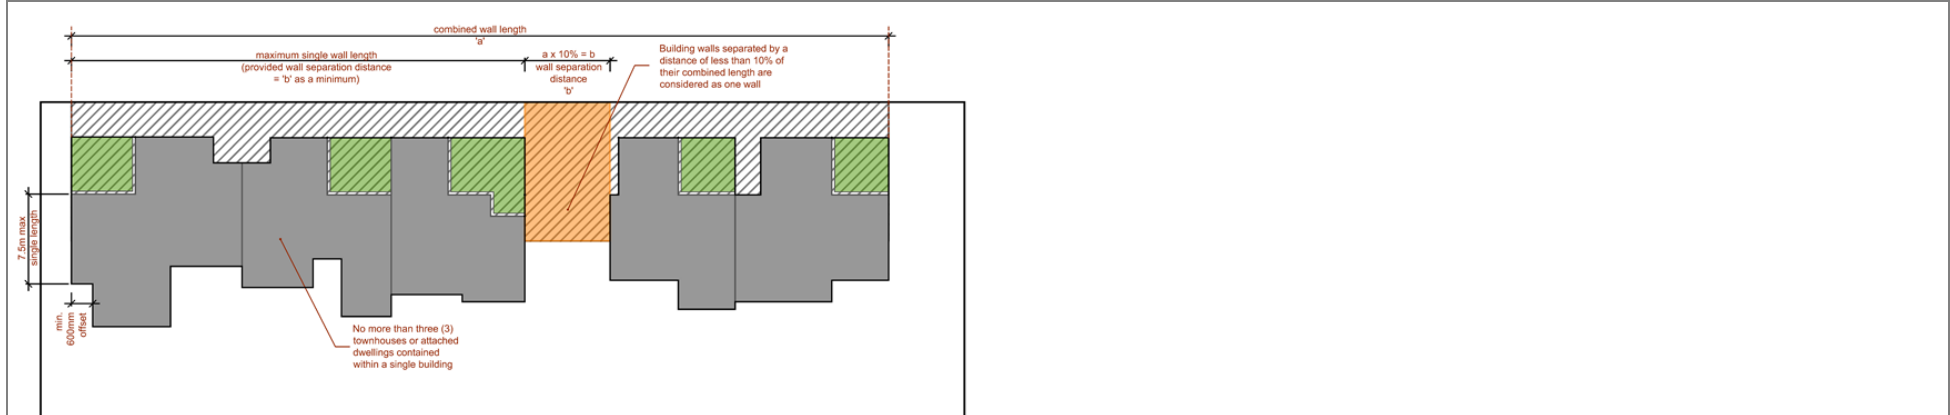 combined wall length
'a'
maximum single wall length
(provided wall separation distance
= 'b' as a minimum)
a x 10% = b
wall separation
distance
'b'
Building walls separated by a
distance of less than 10% of
their combined length are
considered as one wall
7.5m max
single length
min.
600mm
offset
No more than three (3)
townhouses or attached
dwellings contained
within a single building